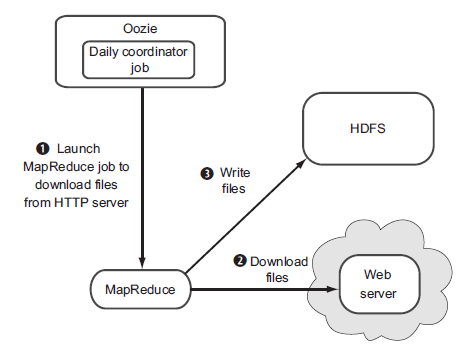 Oozie
Daily coordinator
job
❶ Launch
MapReduce job to
download files
from HTTP server
HDFS
❸ Write
files
❷ Download
files
Web
server
MapReduce